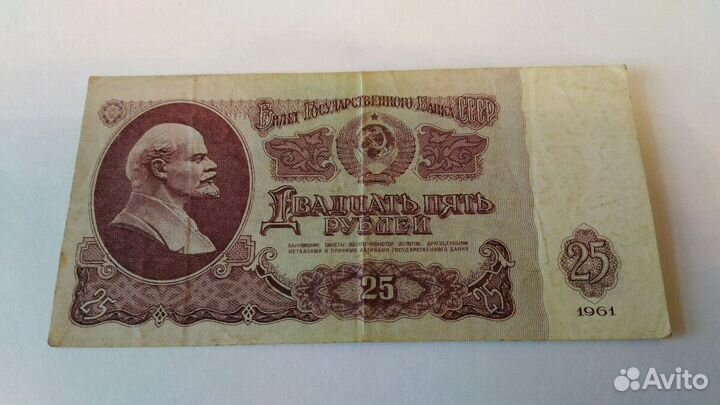 Билет Государственного Банка СССР
Двадцать пять
рублей
БАНКОВСКИЕ БИЛЕТЫ ОБЕСПЕЧИВАЮТСЯ ЗОЛОТОМ, ДРАГОЦЕННЫМИ
МЕТАЛЛАМИ И ПРОЧИМИ АКТИВАМИ ГОСУДАРСТВЕННОГО БАНКА
25
25
25
25
1961
Avito